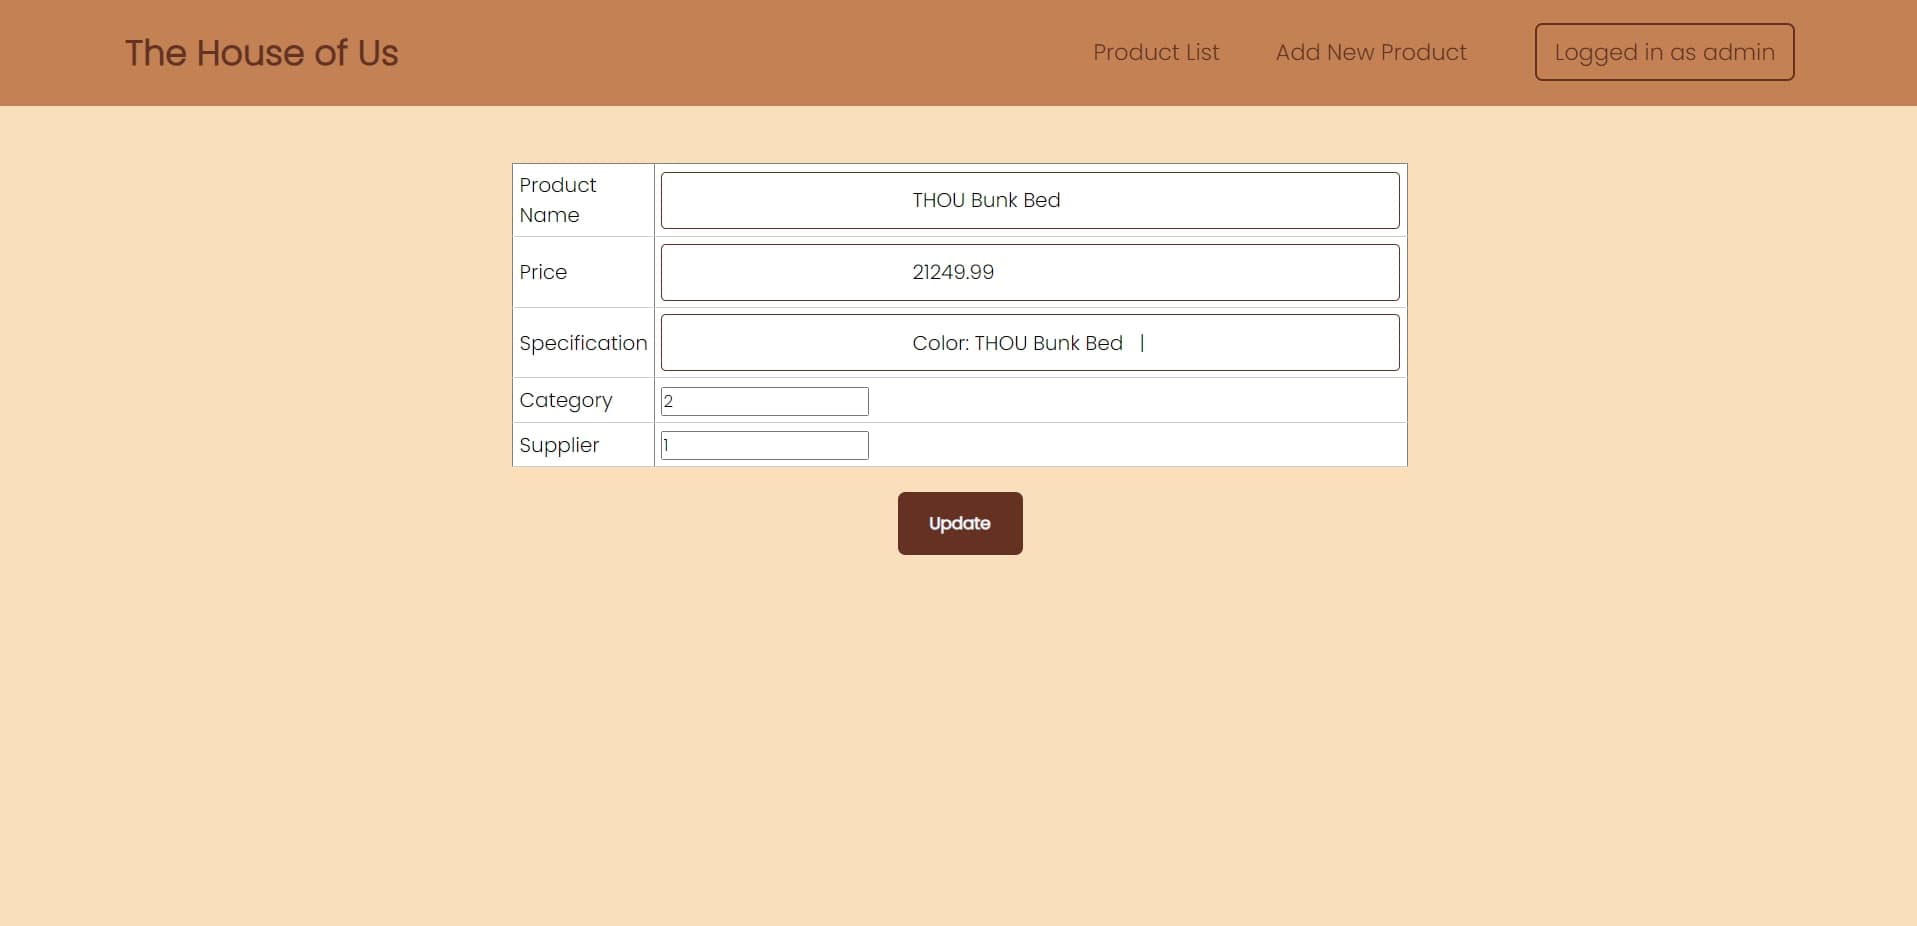 The House of Us
Product List
Add New Product
Logged in as admin
Product
Name
THOU Bunk Bed
Price
21249.99
Specification
Color: THOU Bunk Bed |
Category
2
Supplier
1
Update